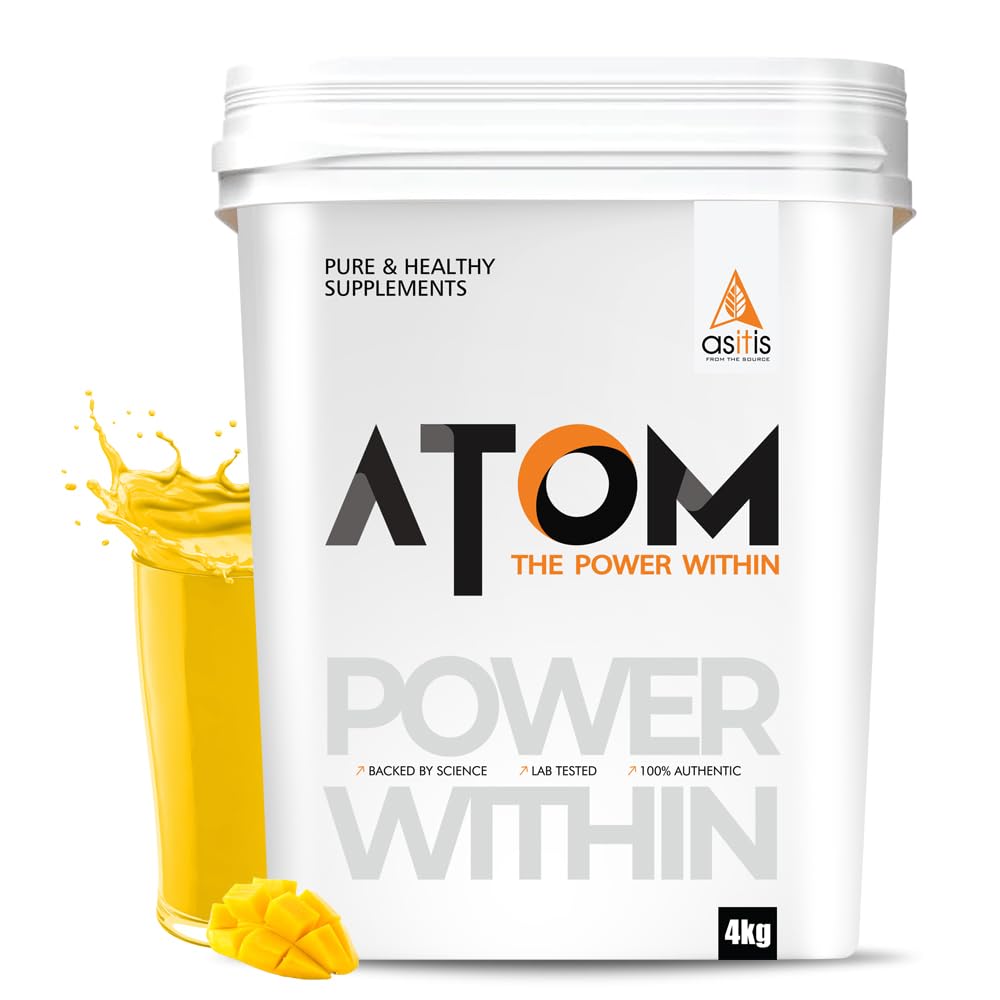 PURE & HEALTHY
SUPPLEMENTS
asitis
FROM THE SOURCE
ATOM
THE POWER WITHIN
POWER
↗ BACKED BY SCIENCE ↗ LAB TESTED ↗ 100% AUTHENTIC
WITHIN
4kg